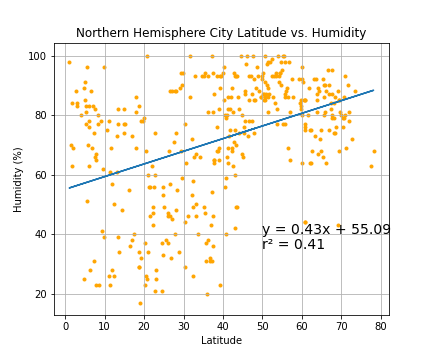 Northern Hemisphere City Latitude vs. Humidity
100
80
60
40
20
Humidity (%)
y = 0.43x + 55.09
r² = 0.41
0 10 20 30 40 50 60 70 80
Latitude